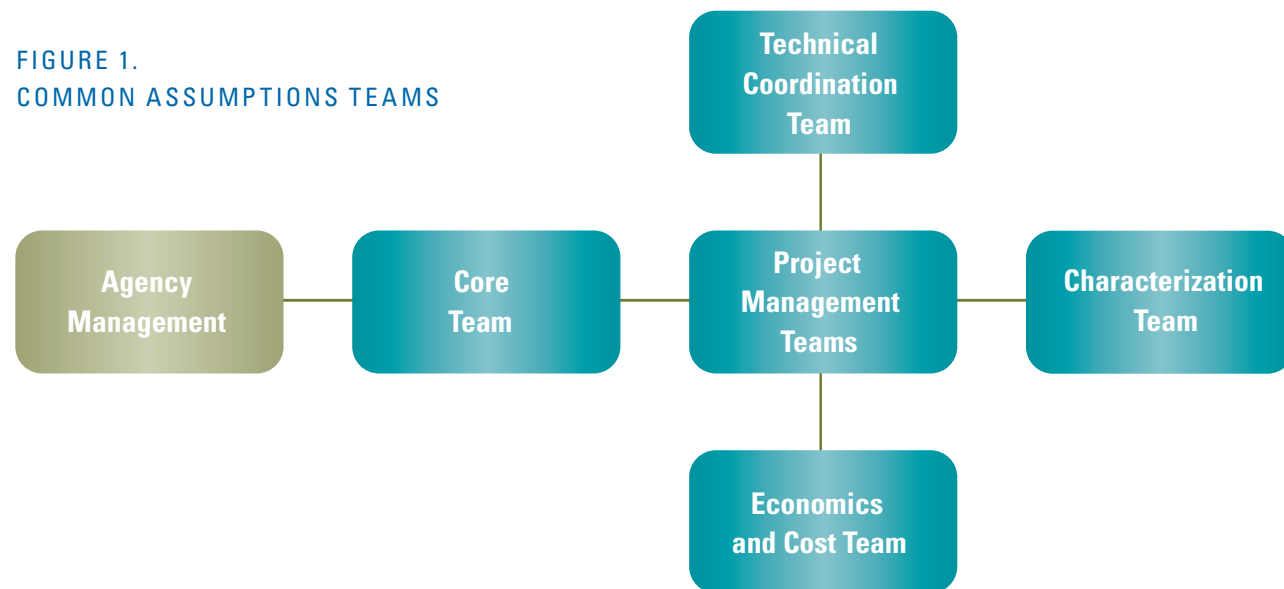 FIGURE 1.
COMMON ASSUMPTIONS TEAMS
Technical
Coordination
Team
Agency
Management
Core
Team
Project
Management
Teams
Characterization
Team
Economics
and Cost Team